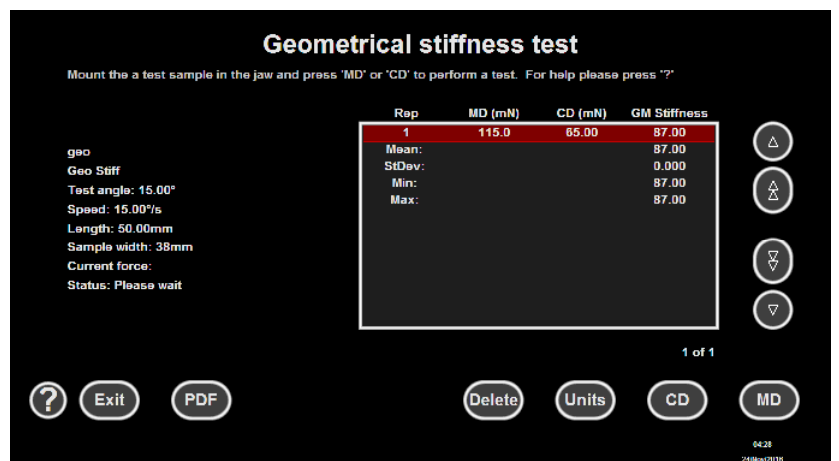 Geometrical stiffness test
Mount the a test sample in the jaw and press 'MD' or 'CD' to perform a test. For help please press '?'
Rep MD (mN) CD (mN) GM Stiffness
1 115.0 65.00 87.00
Mean: 87.00
StDev: 0.000
Min: 87.00
Max: 87.00
geo
Geo Stiff
Test angle: 15.00°
Speed: 15.00°/s
Length: 50.00mm
Sample width: 38mm
Current force:
Status: Please wait
1 of 1
? Exit PDF Delete Units CD MD
04:28
24Nov2016